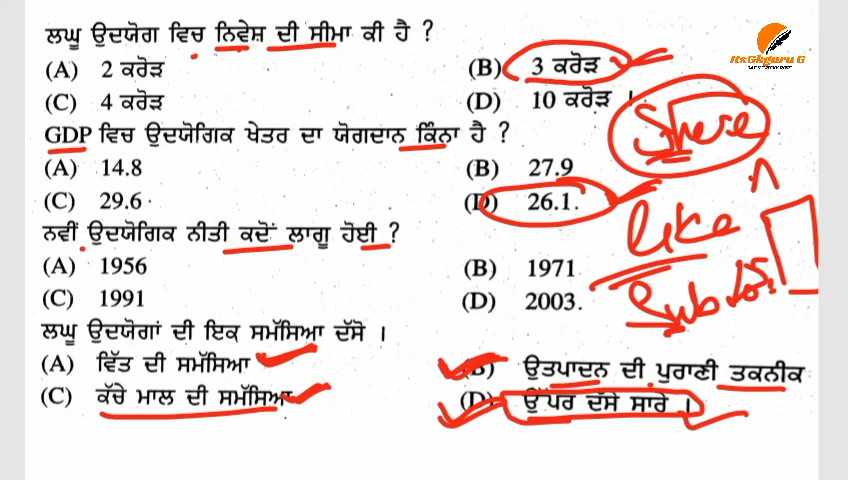 ਲਘੂ ਉਦਯੋਗ ਵਿਚ ਨਿਵੇਸ਼ ਦੀ ਸੀਮਾ ਕੀ ਹੈ ?
(A) 2 ਕਰੋੜ (B) 3 ਕਰੋੜ
(C) 4 ਕਰੋੜ (D) 10 ਕਰੋੜ ।
GDP ਵਿਚ ਉਦਯੋਗਿਕ ਖੇਤਰ ਦਾ ਯੋਗਦਾਨ ਕਿੰਨਾ ਹੈ ?
(A) 14.8 (B) 27.9
(C) 29.6 (D) 26.1.
ਨਵੀਂ ਉਦਯੋਗਿਕ ਨੀਤੀ ਕਦੋਂ ਲਾਗੂ ਹੋਈ ?
(A) 1956 (B) 1971
(C) 1991 (D) 2003.
ਲਘੂ ਉਦਯੋਗਾਂ ਦੀ ਇਕ ਸਮੱਸਿਆ ਦੱਸੋ ।
(A) ਵਿੱਤ ਦੀ ਸਮੱਸਿਆ (B) ਉਤਪਾਦਨ ਦੀ ਪੁਰਾਣੀ ਤਕਨੀਕ
(C) ਕੱਚੇ ਮਾਲ ਦੀ ਸਮੱਸਿਆ (D) ਉੱਪਰ ਦੱਸੇ ਸਾਰੇ ।
ItsGkguru G
Share
like